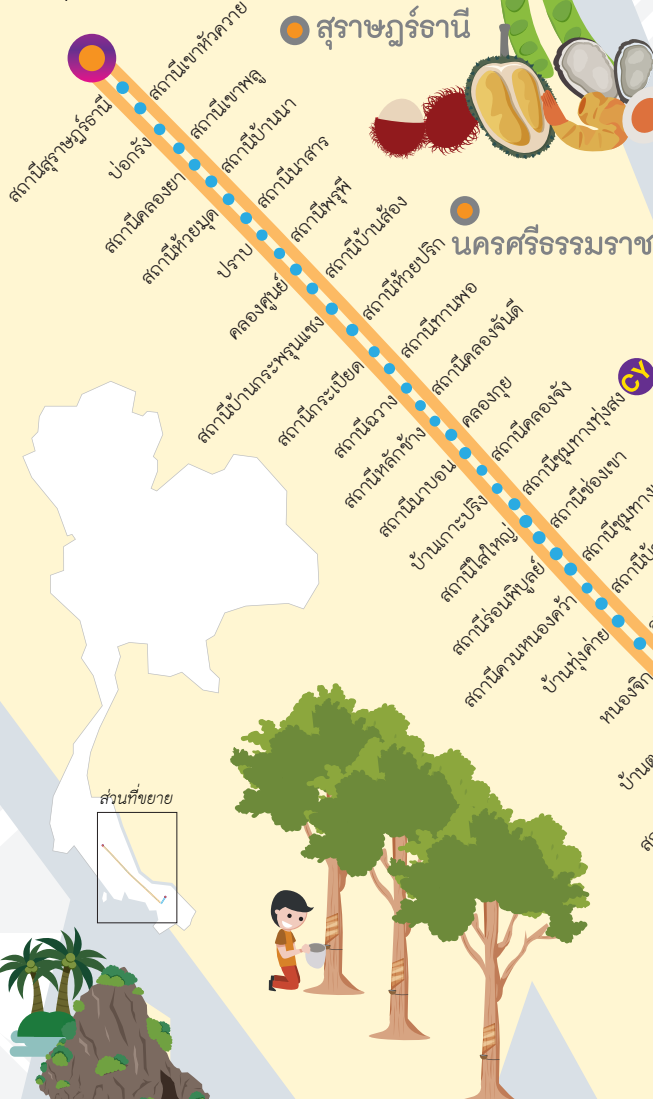 สุราษฎร์ธานี
สถานีสุราษฎร์ธานี
สถานีเขาหัวควาย
บ่อกรัง
สถานีเขาพลู
สถานีคลองยา
สถานีบ้านนา
สถานีห้วยมุด
สถานีนาสาร
ปราบ
สถานีพรุพี
คลองศูนย์
สถานีบ้านส้อง
สถานีบ้านกระพรุนแชง
นครศรีธรรมราช
สถานีห้วยปริก
สถานีกระเบียด
สถานีทานพอ
สถานีฉวาง
สถานีคลองจันดี
สถานีหลักช้าง
คลองกุย
สถานีนาบอน
สถานีคลองจัง
บ้านเกาะปริง
CY
สถานีชุมทางทุ่งสง
สถานีใสใหญ่
สถานีช่องเขา
สถานีร่อนพิบูลย์
สถานีชุมทาง
สถานีควนหนองคว้า
บ้านทุ่งค่าย
หนองจิก
ส่วนที่ขยาย